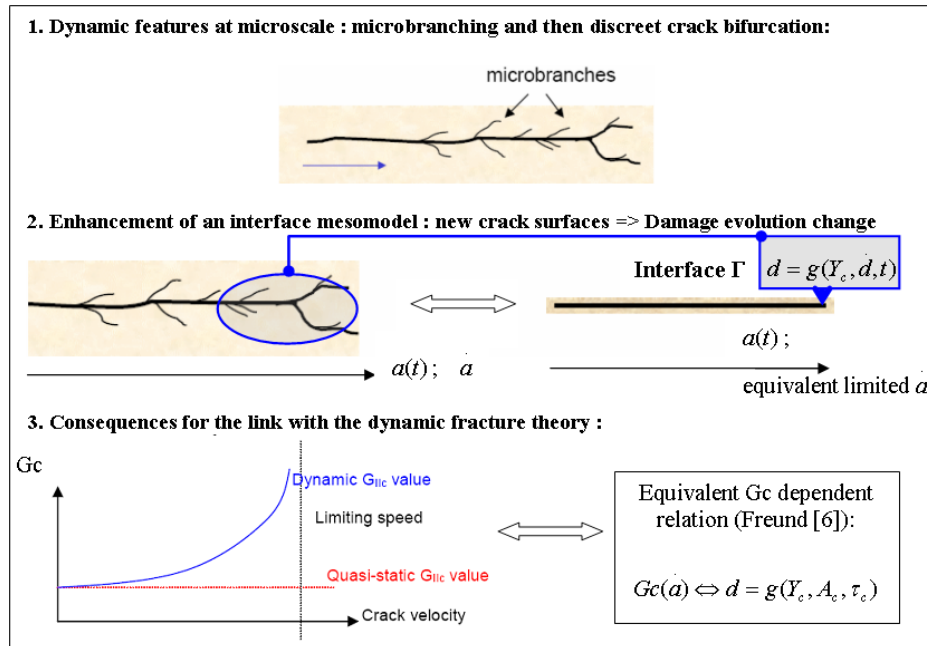 1. Dynamic features at microscale : microbranching and then discreet crack bifurcation:
microbranches
2. Enhancement of an interface mesomodel : new crack surfaces => Damage evolution change
Interface Γ d = g(Y_c, ḋ, t)
a(t) ; ȧ
a(t) ;
equivalent limited ȧ
3. Consequences for the link with the dynamic fracture theory :
Gc
Dynamic G_IIc value
Limiting speed
Quasi-static G_IIc value
Crack velocity
Equivalent Gc dependent
relation (Freund [6]):
Gc(ȧ) ⇔ d = g(Y_c, A_c, τ_c)